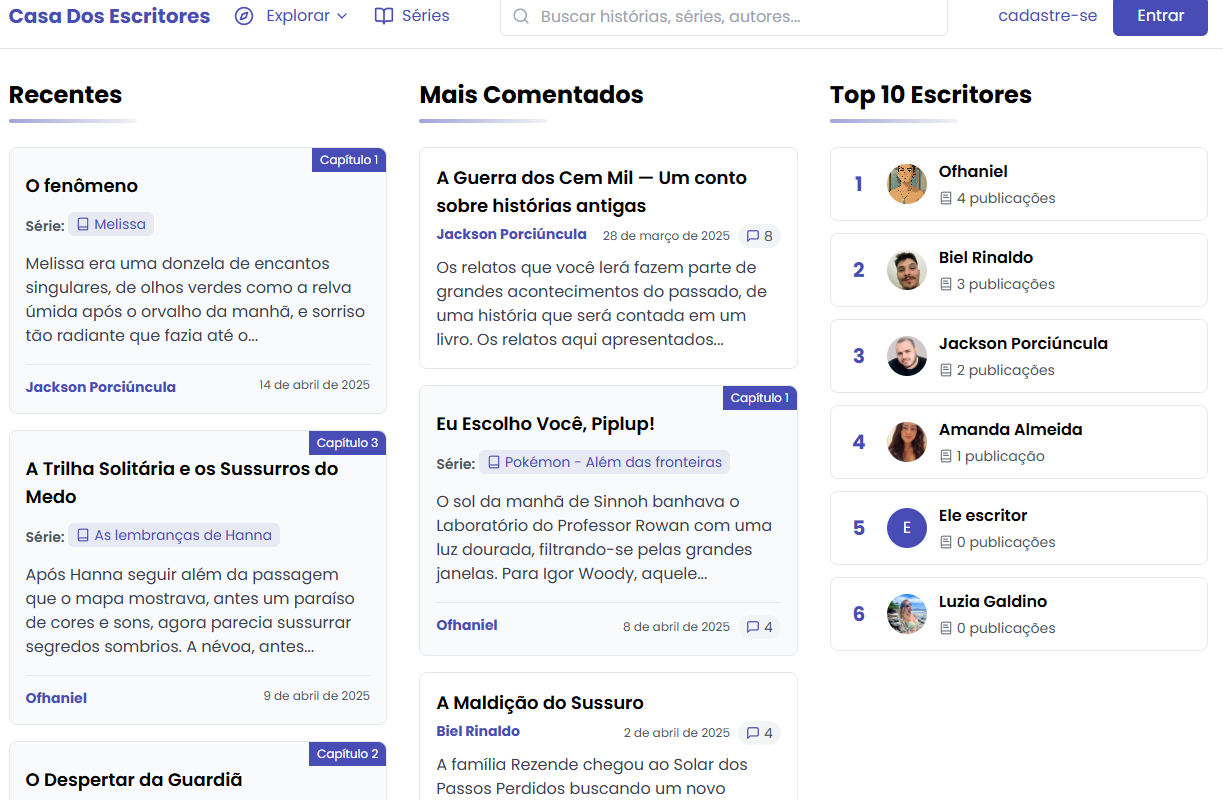 Casa Dos Escritores
Explorar
Séries
Buscar histórias, séries, autores...
cadastre-se
Entrar
Recentes
Capítulo 1
O fenômeno
Série: Melissa
Melissa era uma donzela de encantos
singulares, de olhos verdes como a relva
úmida após o orvalho da manhã, e sorriso
tão radiante que fazia até o...
Jackson Porciúncula
14 de abril de 2025
Capítulo 3
A Trilha Solitária e os Sussurros do
Medo
Série: As lembranças de Hanna
Após Hanna seguir além da passagem
que o mapa mostrava, antes um paraíso
de cores e sons, agora parecia sussurrar
segredos sombrios. A névoa, antes...
Ofhaniel
9 de abril de 2025
Capítulo 2
O Despertar da Guardiã
Mais Comentados
A Guerra dos Cem Mil — Um conto
sobre histórias antigas
Jackson Porciúncula
28 de março de 2025
8
Os relatos que você lerá fazem parte de
grandes acontecimentos do passado, de
uma história que será contada em um
livro. Os relatos aqui apresentados...
Capítulo 1
Eu Escolho Você, Piplup!
Série: Pokémon - Além das fronteiras
O sol da manhã de Sinnoh banhava o
Laboratório do Professor Rowan com uma
luz dourada, filtrando-se pelas grandes
janelas. Para Igor Woody, aquele...
Ofhaniel
8 de abril de 2025
4
A Maldição do Sussuro
Biel Rinaldo
2 de abril de 2025
4
A família Rezende chegou ao Solar dos
Passos Perdidos buscando um novo
Top 10 Escritores
1
Ofhaniel
4 publicações
2
Biel Rinaldo
3 publicações
3
Jackson Porciúncula
2 publicações
4
Amanda Almeida
1 publicação
5
E
Ele escritor
0 publicações
6
Luzia Galdino
0 publicações